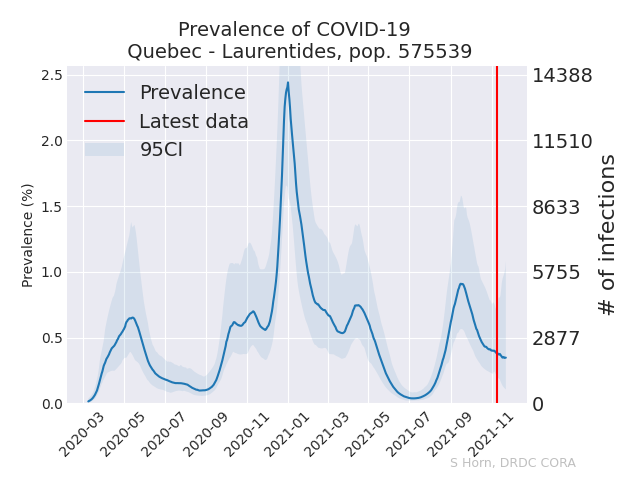 Prevalence of COVID-19
Quebec - Laurentides, pop. 575539
Prevalence
Latest data
95CI
Prevalence (%)
2.5
2.0
1.5
1.0
0.5
0.0
14388
11510
8633
5755
2877
0
# of infections
2020-03
2020-05
2020-07
2020-09
2020-11
2021-01
2021-03
2021-05
2021-07
2021-09
2021-11
S Horn, DRDC CORA